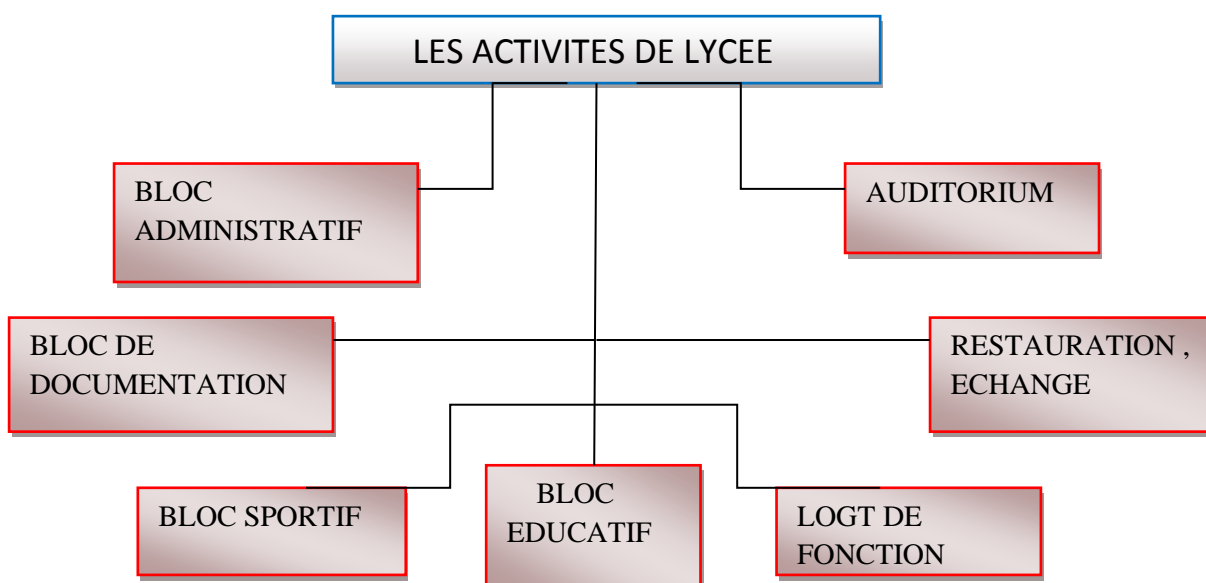 LES ACTIVITES DE LYCEE
BLOC
ADMINISTRATIF
AUDITORIUM
BLOC DE
DOCUMENTATION
RESTAURATION ,
ECHANGE
BLOC SPORTIF
BLOC
EDUCATIF
LOGT DE
FONCTION